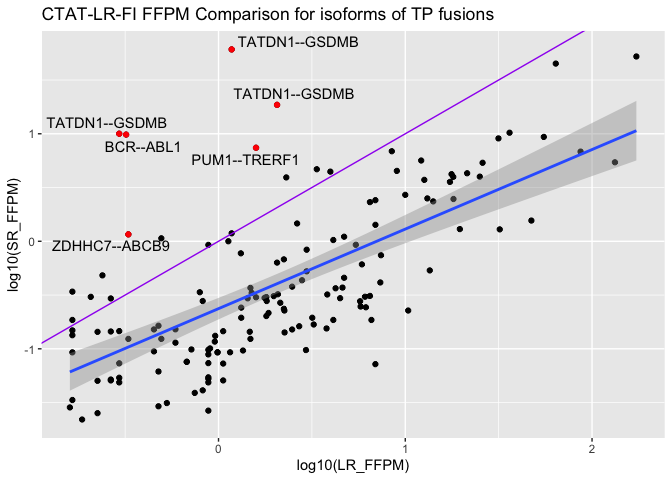 CTAT-LR-FI FFPM Comparison for isoforms of TP fusions
TATDN1--GSDMB
TATDN1--GSDMB
TATDN1--GSDMB
BCR--ABL1
PUM1--TRERF1
ZDHHC7--ABCB9
log10(SR_FFPM)
1
0
-1
0
1
2
log10(LR_FFPM)